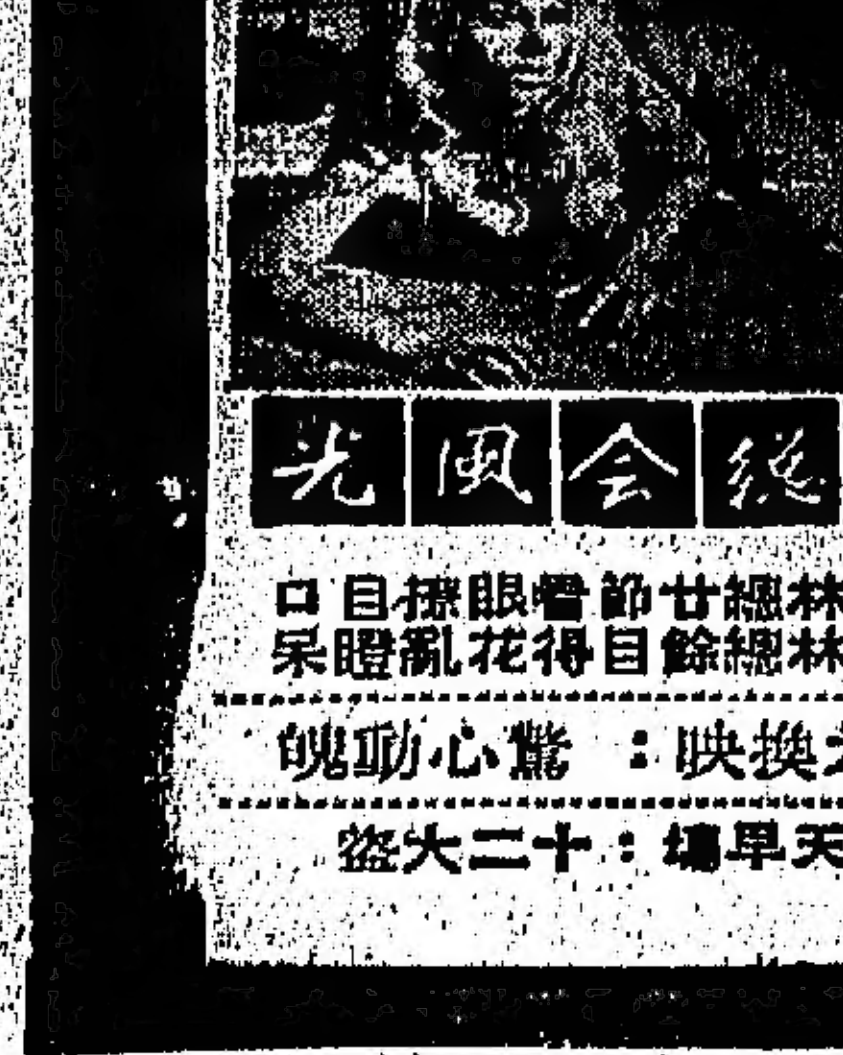 総会風光
林林總總廿餘節目看得眼花撩亂目瞪口呆
換映：驚心動魄
天早場：十二大盜